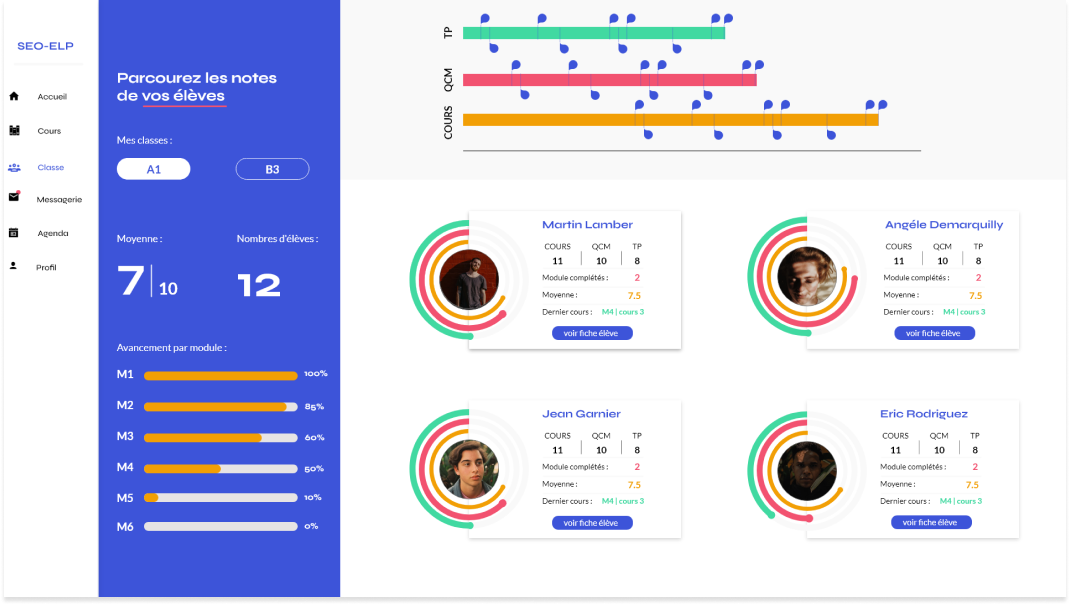 SEO-ELP
Accueil
Cours
Classe
Messagerie
Agenda
Profil
Parcourez les notes
de vos élèves
Mes classes :
A1
B3
Moyenne :
Nombres d'élèves :
7 | 10
12
Avancement par module :
M1 100%
M2 85%
M3 60%
M4 50%
M5 10%
M6 0%
TP
QCM
COURS
Martin Lamber
COURS QCM TP
11 10 8
Module complétés : 2
Moyenne : 7.5
Dernier cours : M4 | cours 3
voir fiche élève
Angéle Demarquilly
COURS QCM TP
11 10 8
Module complétés : 2
Moyenne : 7.5
Dernier cours : M4 | cours 3
voir fiche élève
Jean Garnier
COURS QCM TP
11 10 8
Module complétés : 2
Moyenne : 7.5
Dernier cours : M4 | cours 3
voir fiche élève
Eric Rodriguez
COURS QCM TP
11 10 8
Module complétés : 2
Moyenne : 7.5
Dernier cours : M4 | cours 3
voir fiche élève